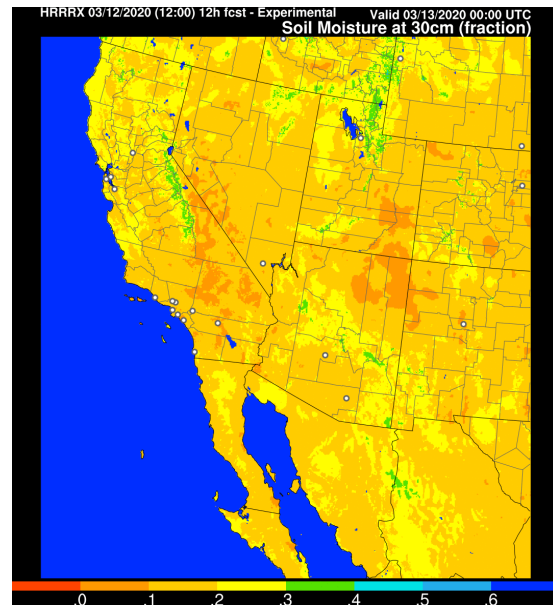 HRRRX 03/12/2020 (12:00) 12h fcst - Experimental Valid 03/13/2020 00:00 UTC
Soil Moisture at 30cm (fraction)
.0 .1 .2 .3 .4 .5 .6